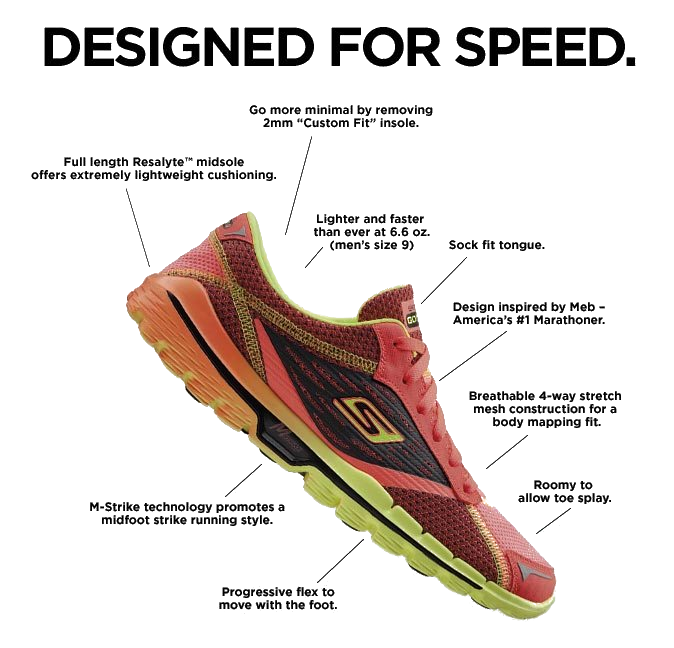 DESIGNED FOR SPEED.
Go more minimal by removing
2mm “Custom Fit” insole.
Full length Resalyte™ midsole
offers extremely lightweight cushioning.
Lighter and faster
than ever at 6.6 oz.
(men’s size 9)
Sock fit tongue.
Design inspired by Meb –
America’s #1 Marathoner.
Breathable 4-way stretch
mesh construction for a
body mapping fit.
Roomy to
allow toe splay.
M-Strike technology promotes a
midfoot strike running style.
Progressive flex to
move with the foot.